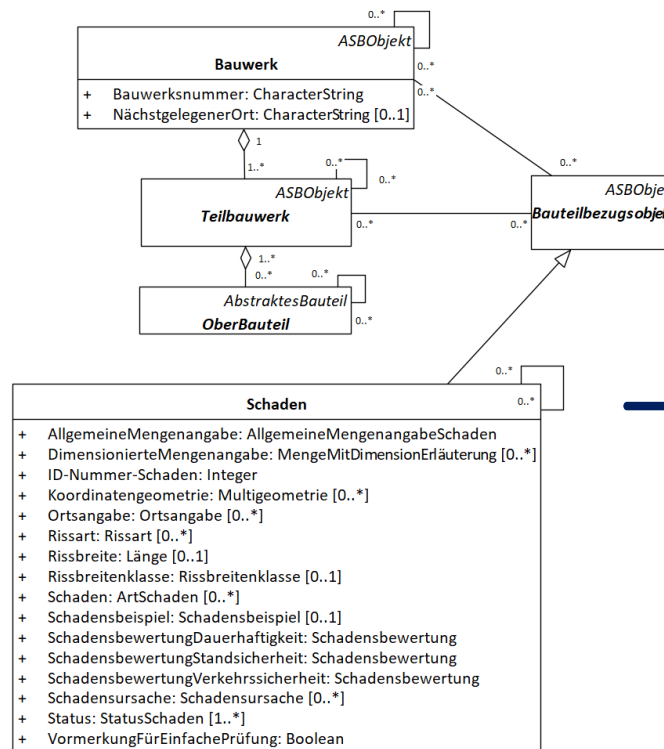 0..*
ASBObjekt
Bauwerk
0..*
0..*
+ Bauwerksnummer: CharacterString
+ NächstgelegenerOrt: CharacterString [0..1]
1
1..*
0..*
0..*
ASBObjekt
0..*
Teilbauwerk
0..*
0..*
ASBObje
Bauteilbezugsobjek
1..*
0..*
0..*
AbstraktesBauteil
OberBauteil
0..*
0..*
Schaden
0..*
+ AllgemeineMengenangabe: AllgemeineMengenangabeSchaden
+ DimensionierteMengenangabe: MengeMitDimensionErläuterung [0..*]
+ ID-Nummer-Schaden: Integer
+ Koordinatengeometrie: Multigeometrie [0..*]
+ Ortsangabe: Ortsangabe [0..*]
+ Rissart: Rissart [0..*]
+ Rissbreite: Länge [0..1]
+ Rissbreitenklasse: Rissbreitenklasse [0..1]
+ Schaden: ArtSchaden [0..*]
+ Schadensbeispiel: Schadensbeispiel [0..1]
+ SchadensbewertungDauerhaftigkeit: Schadensbewertung
+ SchadensbewertungStandsicherheit: Schadensbewertung
+ SchadensbewertungVerkehrssicherheit: Schadensbewertung
+ Schadensursache: Schadensursache [0..*]
+ Status: StatusSchaden [1..*]
+ VormerkungFürEinfachePrüfung: Boolean